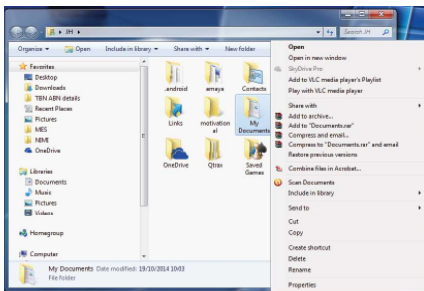 JH
Search JH
Organize
Open
Include in library
Share with
New folder
Favorites
Desktop
Downloads
TBN ABN details
Recent Places
Pictures
MES
NIMI
OneDrive
Libraries
Documents
Music
Pictures
Videos
Homegroup
Computer
.android
amaya
Contacts
Links
motivation
al
My
Documents
OneDrive
Qtrax
Saved
Games
My Documents Date modified: 19/10/2014 10:03
File folder
Open
Open in new window
SkyDrive Pro
Add to VLC media player's Playlist
Play with VLC media player
Share with
Add to archive...
Add to "Documents.rar"
Compress and email...
Compress to "Documents.rar" and email
Restore previous versions
Combine files in Acrobat...
Scan Documents
Include in library
Send to
Cut
Copy
Create shortcut
Delete
Rename
Properties